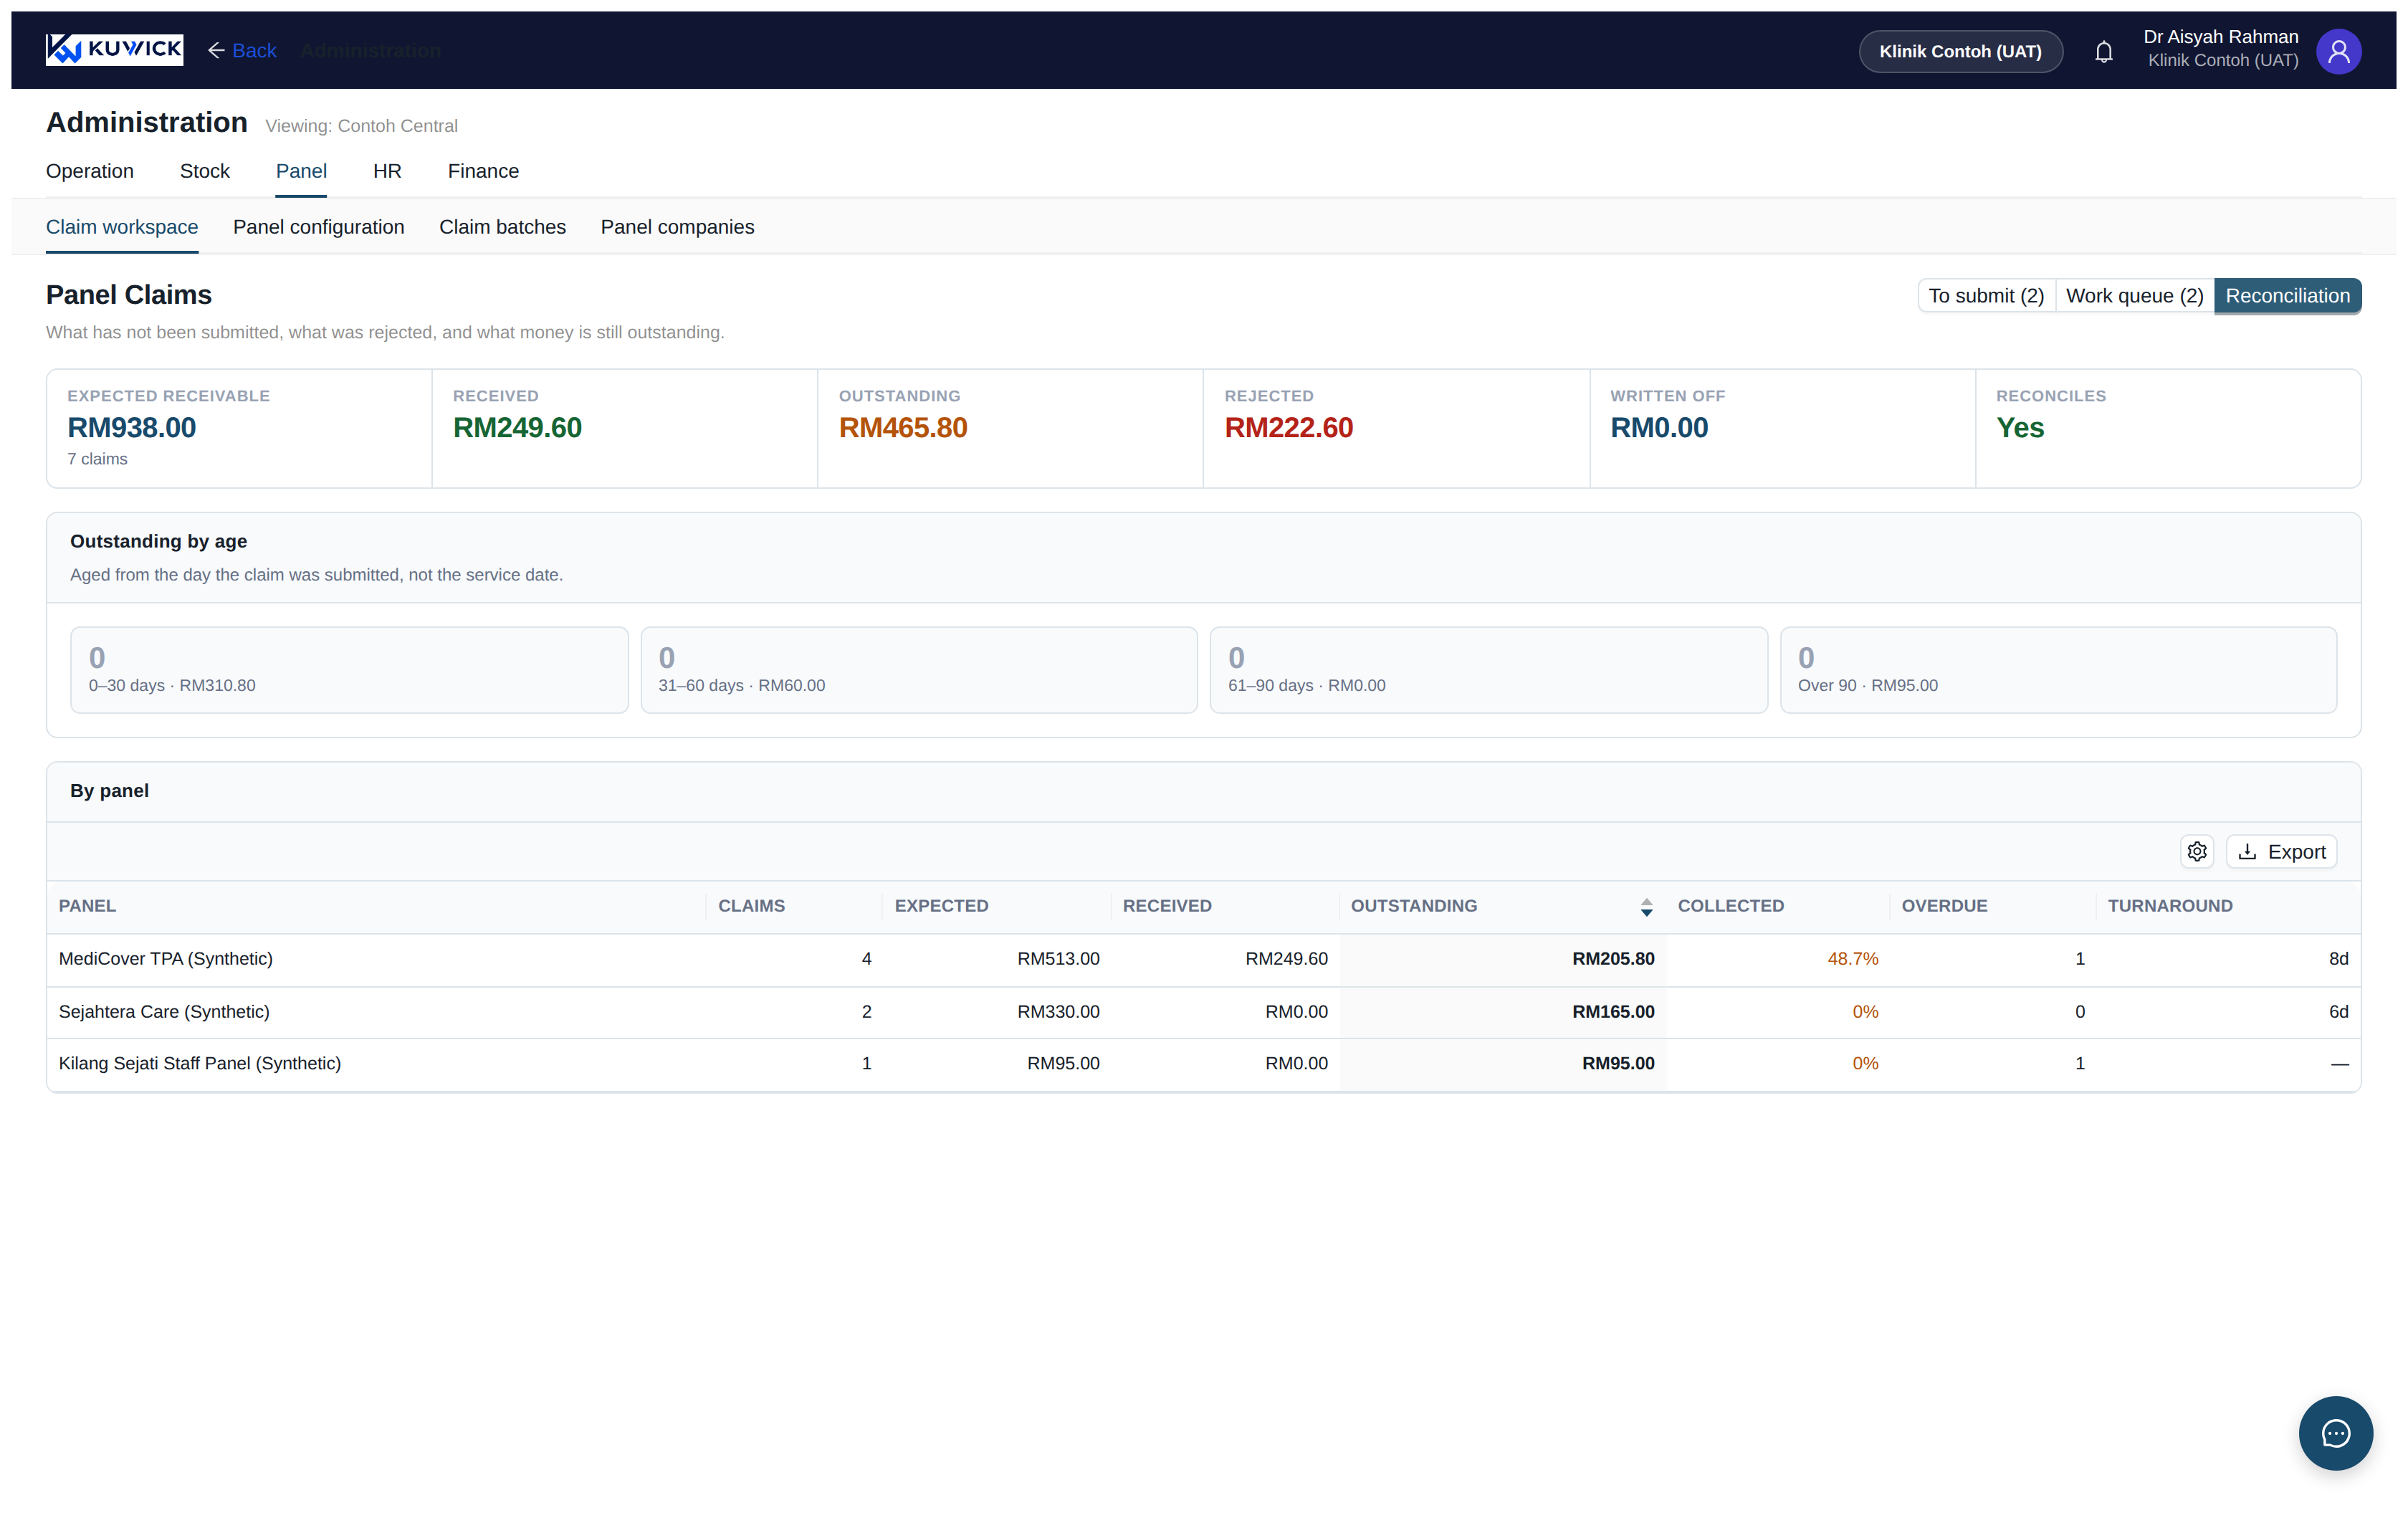 KUWICK
Back Administration
Klinik Contoh (UAT)
Dr Aisyah Rahman
Klinik Contoh (UAT)
Administration Viewing: Contoh Central
Operation Stock Panel HR Finance
Claim workspace Panel configuration Claim batches Panel companies
Panel Claims
To submit (2) Work queue (2) Reconciliation
What has not been submitted, what was rejected, and what money is still outstanding.
EXPECTED RECEIVABLE RECEIVED OUTSTANDING REJECTED WRITTEN OFF RECONCILES
RM938.00 RM249.60 RM465.80 RM222.60 RM0.00 Yes
7 claims
Outstanding by age
Aged from the day the claim was submitted, not the service date.
0 0 0 0
0–30 days · RM310.80 31–60 days · RM60.00 61–90 days · RM0.00 Over 90 · RM95.00
By panel
Export
PANEL CLAIMS EXPECTED RECEIVED OUTSTANDING COLLECTED OVERDUE TURNAROUND
MediCover TPA (Synthetic) 4 RM513.00 RM249.60 RM205.80 48.7% 1 8d
Sejahtera Care (Synthetic) 2 RM330.00 RM0.00 RM165.00 0% 0 6d
Kilang Sejati Staff Panel (Synthetic) 1 RM95.00 RM0.00 RM95.00 0% 1 —